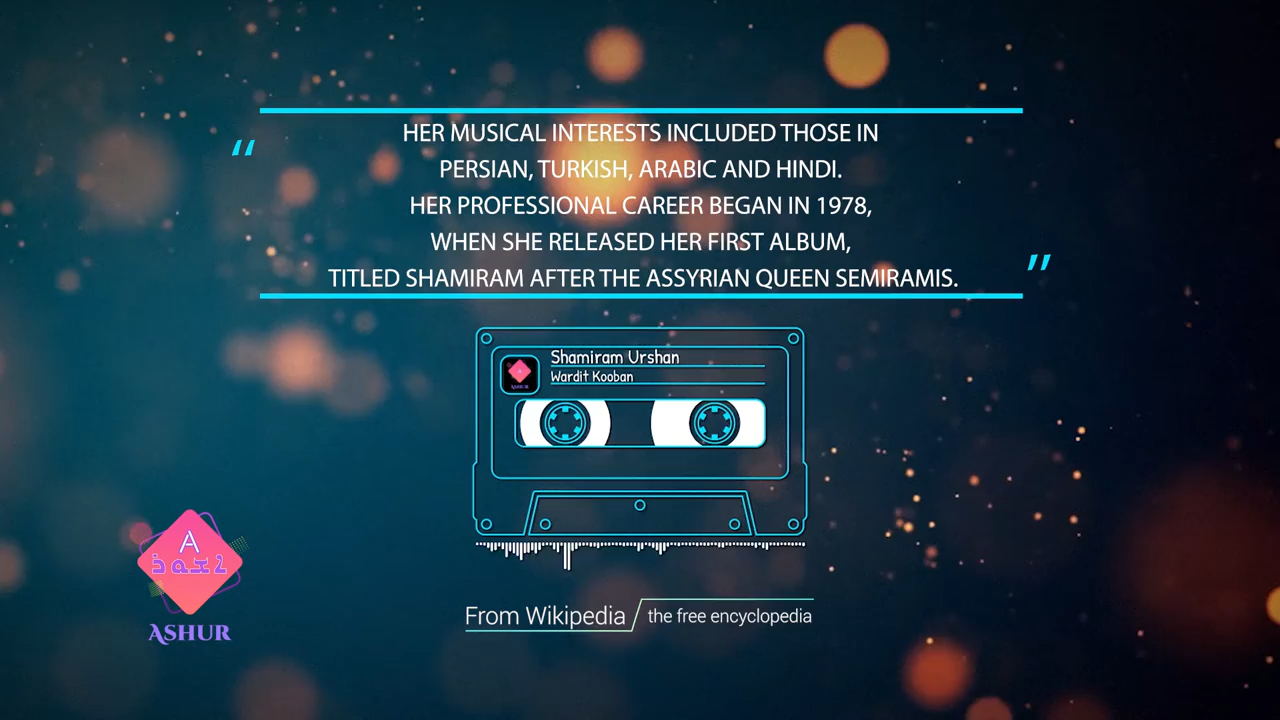 “
HER MUSICAL INTERESTS INCLUDED THOSE IN
PERSIAN, TURKISH, ARABIC AND HINDI.
HER PROFESSIONAL CAREER BEGAN IN 1978,
WHEN SHE RELEASED HER FIRST ALBUM,
TITLED SHAMIRAM AFTER THE ASSYRIAN QUEEN SEMIRAMIS.
”
Shamiram Urshan
Wardit Kooban
ASHUR
From Wikipedia / the free encyclopedia
A
ASHUR